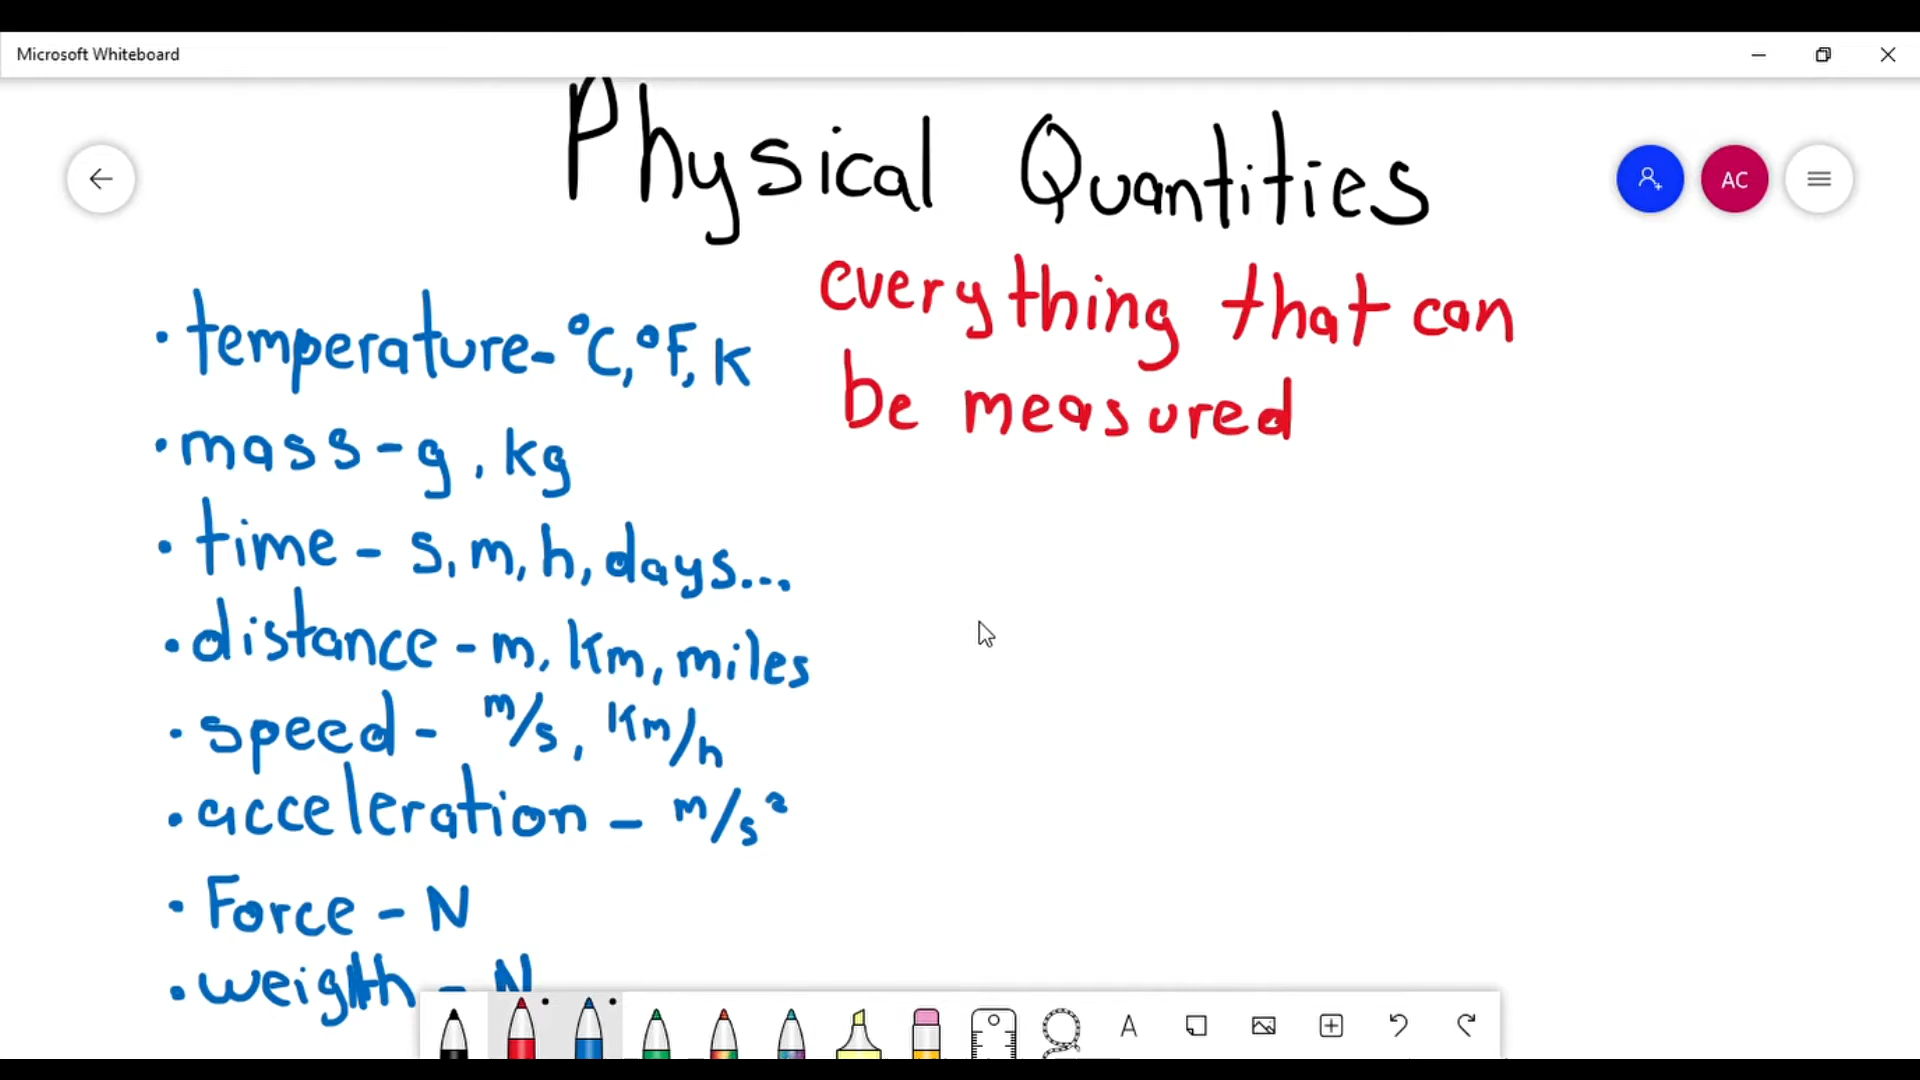 Microsoft Whiteboard
Physical Quantities
AC
everything that can
be measured
• temperature - °C, °F, K
• mass - g, kg
• time - s, m, h, days...
• distance - m, km, miles
• speed - m/s, km/h
• acceleration - m/s²
• Force - N
• weigth - N
A